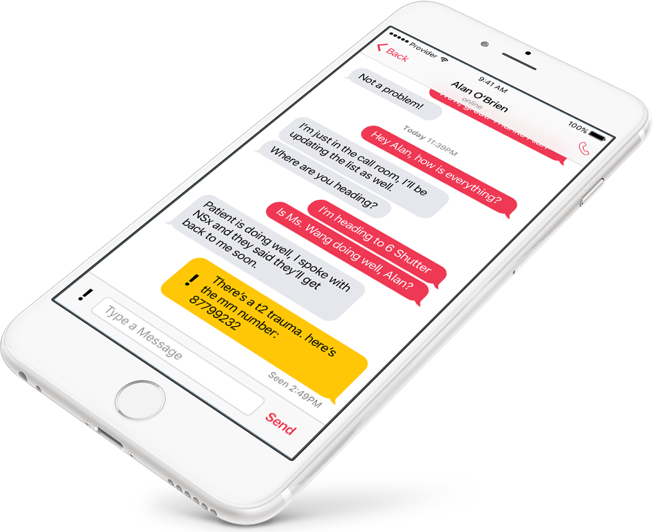 Provider
9:41 AM
100%
Back
Alan O'Brien
online
Not a problem!
Today 11:39PM
Hey Alan, how is everything?
I'm just in the call room, I'll be
updating the list as well.
Where are you heading?
I'm heading to 6 Shutter
Is Ms. Wang doing well, Alan?
Patient is doing well, I spoke with
NSx and they said they'll get
back to me soon.
! There's a t2 trauma. here's
the mrn number:
87799232
Seen 2:49PM
! Type a Message
Send